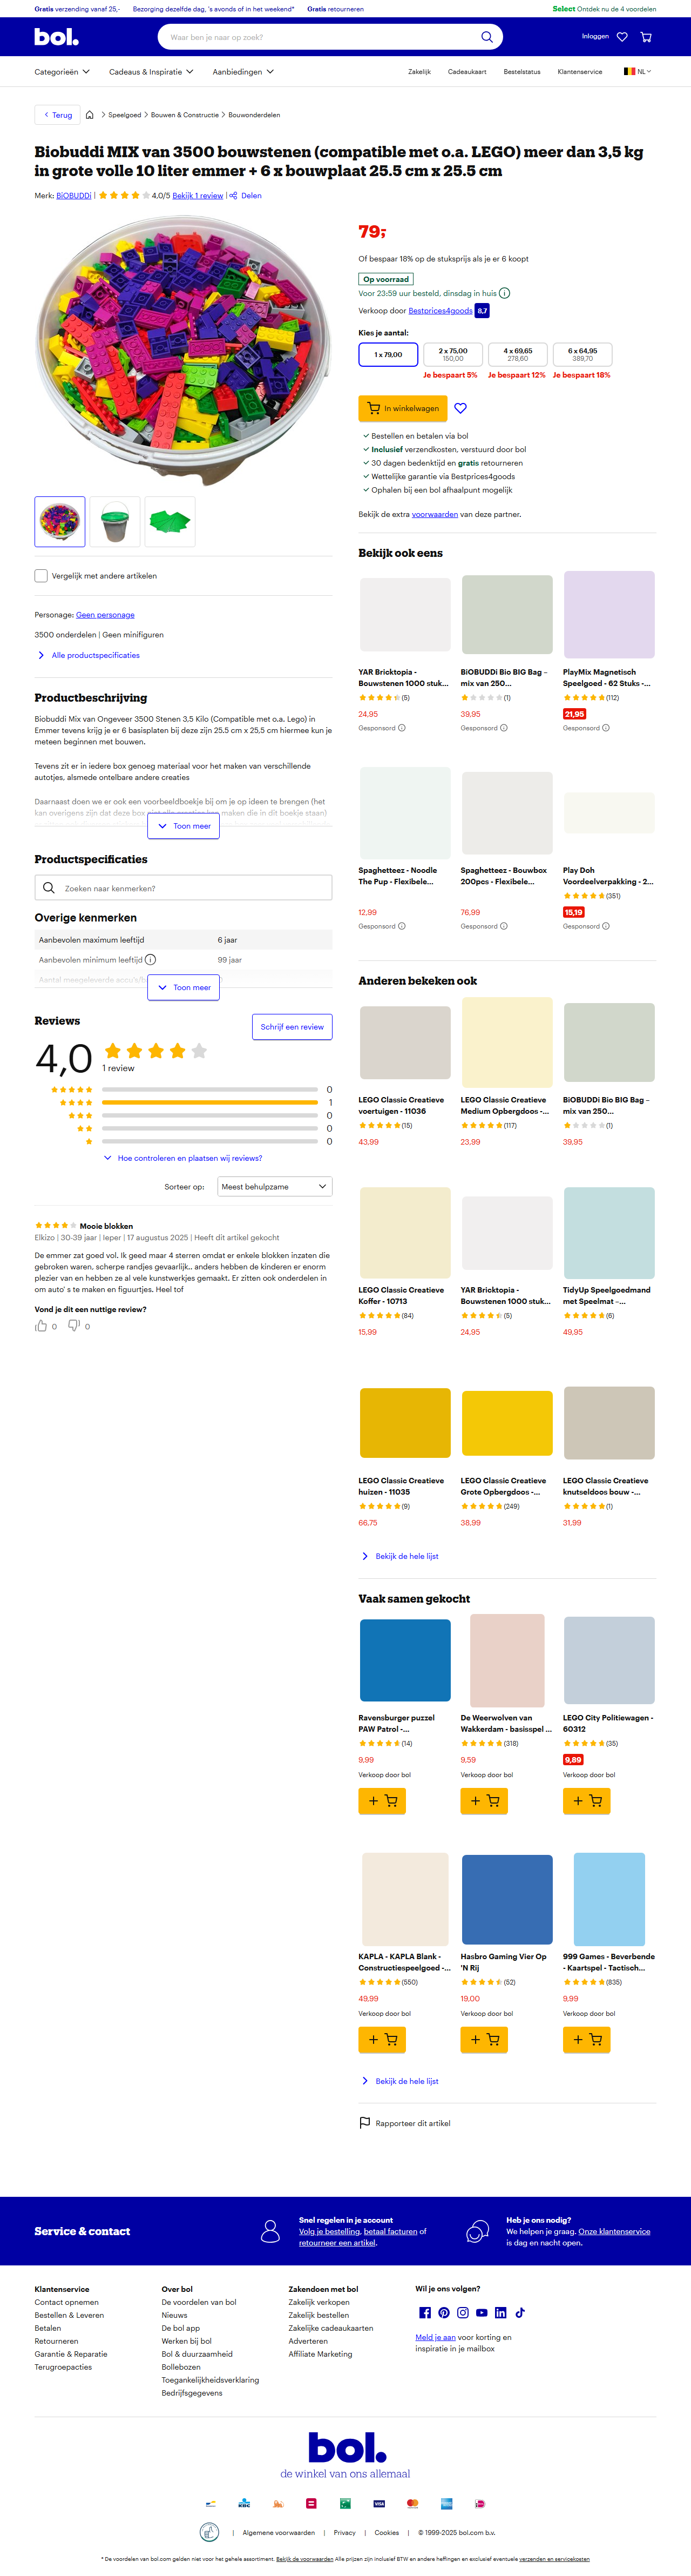 Gratis verzending vanaf 25,-
Bezorging dezelfde dag, 's avonds of in het weekend*
Gratis retourneren
Select Ontdek nu de 4 voordelen
bol.
Waar ben je naar op zoek?
Inloggen
Categorieën
Cadeaus & Inspiratie
Aanbiedingen
Zakelijk
Cadeaukaart
Bestelstatus
Klantenservice
NL
Terug
Speelgoed
Bouwen & Constructie
Bouwonderdelen
Biobuddi MIX van 3500 bouwstenen (compatible met o.a. LEGO) meer dan 3,5 kg
in grote volle 10 liter emmer + 6 x bouwplaat 25.5 cm x 25.5 cm
Merk: BiOBUDDi | 4,0/5 Bekijk 1 review | Delen
79,-
Of bespaar 18% op de stuksprijs als je er 6 koopt
Op voorraad
Voor 23:59 uur besteld, dinsdag in huis
Verkoop door Bestprices4goods 8,7
Kies je aantal:
1 x 79,00
2 x 75,00
150,00
4 x 69,65
278,60
6 x 64,95
389,70
Je bespaart 5%
Je bespaart 12%
Je bespaart 18%
In winkelwagen
Bestellen en betalen via bol
Inclusief verzendkosten, verstuurd door bol
30 dagen bedenktijd en gratis retourneren
Wettelijke garantie via Bestprices4goods
Ophalen bij een bol afhaalpunt mogelijk
Bekijk de extra voorwaarden van deze partner.
Vergelijk met andere artikelen
Personage: Geen personage
3500 onderdelen | Geen minifiguren
Alle productspecificaties
Productbeschrijving
Biobuddi Mix van Ongeveer 3500 Stenen 3,5 Kilo (Compatible met o.a. Lego) in
Emmer tevens krijg je er 6 basisplaten bij deze zijn 25.5 cm x 25,5 cm hiermee kun je
meteen beginnen met bouwen.
Tevens zit er in iedere box genoeg materiaal voor het maken van verschillende
autotjes, alsmede ontelbare andere creaties
Daarnaast doen we er ook een voorbeeldboekje bij om je op ideen te brengen (het
Toon meer
Productspecificaties
Zoeken naar kenmerken?
Overige kenmerken
Aanbevolen maximum leeftijd 6 jaar
Aanbevolen minimum leeftijd 99 jaar
Toon meer
Reviews
Schrijf een review
4,0
1 review
0
1
0
0
0
Hoe controleren en plaatsen wij reviews?
Sorteer op:
Meest behulpzame
Mooie blokken
Elkizo | 30-39 jaar | Ieper | 17 augustus 2025 | Heeft dit artikel gekocht
De emmer zat goed vol. Ik geed maar 4 sterren omdat er enkele blokken inzaten die
gebroken waren, scherpe randjes gevaarlijk.. anders hebben de kinderen er enorm
plezier van en hebben ze al vele kunstwerkjes gemaakt. Er zitten ook onderdelen in
om auto' s te maken en figuurtjes. Heel tof
Vond je dit een nuttige review?
0
0
Bekijk ook eens
YAR Bricktopia -
Bouwstenen 1000 stuk...
(5)
24,95
Gesponsord
BiOBUDDi Bio BIG Bag –
mix van 250...
(1)
39,95
Gesponsord
PlayMix Magnetisch
Speelgoed - 62 Stuks -...
(112)
21,95
Gesponsord
Spaghetteez - Noodle
The Pup - Flexibele...
12,99
Gesponsord
Spaghetteez - Bouwbox
200pcs - Flexibele...
76,99
Gesponsord
Play Doh
Voordeelverpakking - 2...
(351)
15,19
Gesponsord
Anderen bekeken ook
LEGO Classic Creatieve
voertuigen - 11036
(15)
43,99
LEGO Classic Creatieve
Medium Opbergdoos -...
(117)
23,99
BiOBUDDi Bio BIG Bag –
mix van 250...
(1)
39,95
LEGO Classic Creatieve
Koffer - 10713
(84)
15,99
YAR Bricktopia -
Bouwstenen 1000 stuk...
(5)
24,95
TidyUp Speelgoedmand
met Speelmat –...
(6)
49,95
LEGO Classic Creatieve
huizen - 11035
(9)
66,75
LEGO Classic Creatieve
Grote Opbergdoos -...
(249)
38,99
LEGO Classic Creatieve
knutseldoos bouw -...
(1)
31,99
Bekijk de hele lijst
Vaak samen gekocht
Ravensburger puzzel
PAW Patrol -...
(14)
9,99
Verkoop door bol
De Weerwolven van
Wakkerdam - basisspel ...
(318)
9,59
Verkoop door bol
LEGO City Politiewagen -
60312
(35)
9,89
Verkoop door bol
KAPLA - KAPLA Blank -
Constructiespeelgoed -...
(550)
49,99
Verkoop door bol
Hasbro Gaming Vier Op
'N Rij
(52)
19,00
Verkoop door bol
999 Games - Beverbende
- Kaartspel - Tactisch...
(835)
9,99
Verkoop door bol
Bekijk de hele lijst
Rapporteer dit artikel
Service & contact
Snel regelen in je account
Volg je bestelling, betaal facturen of
retourneer een artikel.
Heb je ons nodig?
We helpen je graag. Onze klantenservice
is dag en nacht open.
Klantenservice
Contact opnemen
Bestellen & Leveren
Betalen
Retourneren
Garantie & Reparatie
Terugroepacties
Over bol
De voordelen van bol
Nieuws
De bol app
Werken bij bol
Bol & duurzaamheid
Bollebozen
Toegankelijkheidsverklaring
Bedrijfsgegevens
Zakendoen met bol
Zakelijk verkopen
Zakelijk bestellen
Zakelijke cadeaukaarten
Adverteren
Affiliate Marketing
Wil je ons volgen?
Meld je aan voor korting en
inspiratie in je mailbox
bol.
de winkel van ons allemaal
KBC
VISA
| Algemene voorwaarden | Privacy | Cookies | © 1999-2025 bol.com b.v.
* De voordelen van bol.com gelden niet voor het gehele assortiment. Bekijk de voorwaarden Alle prijzen zijn inclusief BTW en andere heffingen en exclusief eventuele verzenden en servicekosten